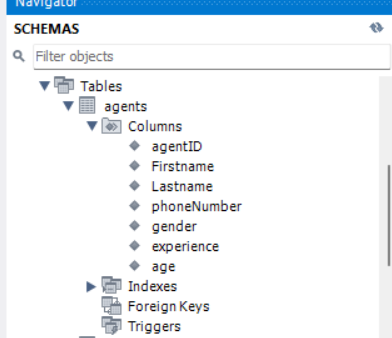 Navigator
SCHEMAS
Filter objects
Tables
agents
Columns
agentID
Firstname
Lastname
phoneNumber
gender
experience
age
Indexes
Foreign Keys
Triggers